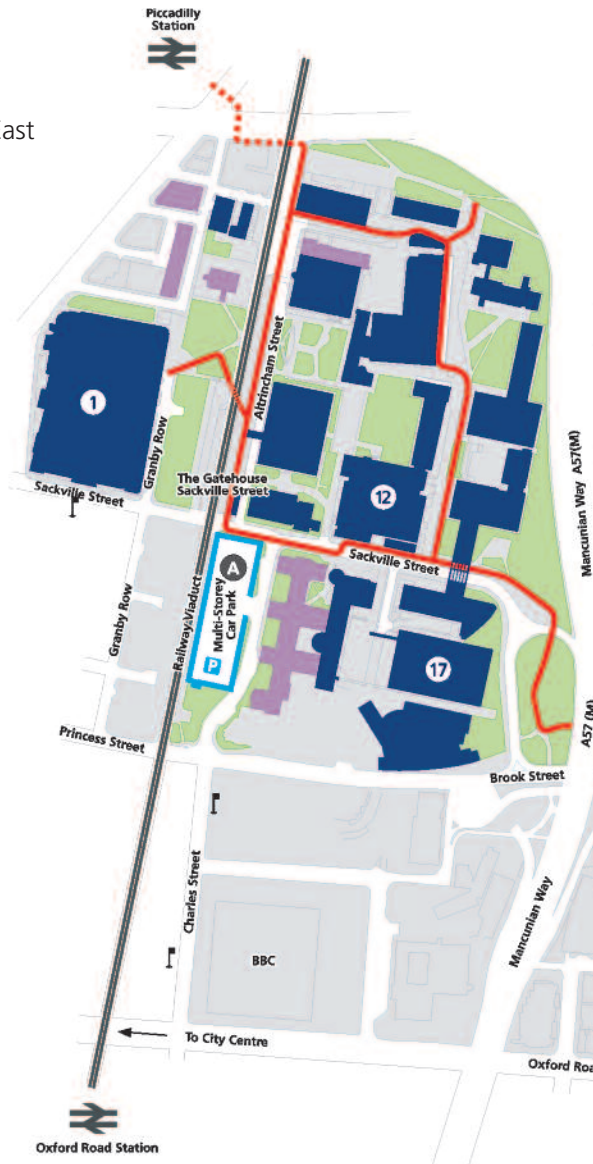 Piccadilly
Station
East
Altrincham Street
1
Granby Row
The Gatehouse
Sackville Street
Sackville Street
12
Mancunian Way A57(M)
Sackville Street
A
Multi-Storey
Car Park
P
Railway Viaduct
Granby Row
17
A57 (M)
Princess Street
Brook Street
Charles Street
Mancunian Way
BBC
To City Centre
Oxford Roa
Oxford Road Station